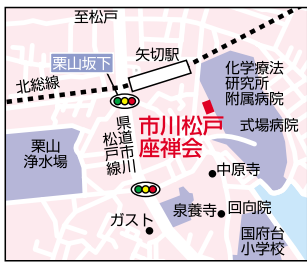 至松戸
栗山坂下
矢切駅
北総線
化学療法
研究所
附属病院
式場病院
市川松戸
座禅会
県道市川
松戸線
栗山
浄水場
中原寺
泉養寺
回向院
ガスト
国府台
小学校